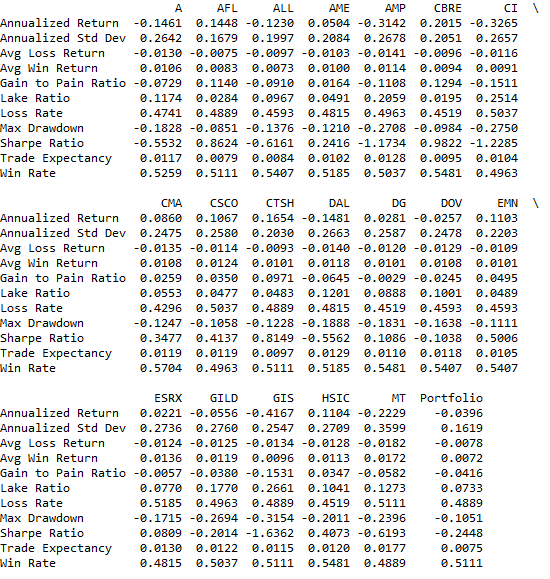 A AFL ALL AME AMP CBRE CI \
Annualized Return -0.1461 0.1448 -0.1230 0.0504 -0.3142 0.2015 -0.3265
Annualized Std Dev 0.2642 0.1679 0.1997 0.2084 0.2678 0.2051 0.2657
Avg Loss Return -0.0130 -0.0075 -0.0097 -0.0103 -0.0141 -0.0096 -0.0116
Avg Win Return 0.0106 0.0083 0.0073 0.0100 0.0114 0.0094 0.0091
Gain to Pain Ratio -0.0729 0.1140 -0.0910 0.0164 -0.1108 0.1294 -0.1511
Lake Ratio 0.1174 0.0284 0.0967 0.0491 0.2059 0.0195 0.2514
Loss Rate 0.4741 0.4889 0.4593 0.4815 0.4963 0.4519 0.5037
Max Drawdown -0.1828 -0.0851 -0.1376 -0.1210 -0.2708 -0.0984 -0.2750
Sharpe Ratio -0.5532 0.8624 -0.6161 0.2416 -1.1734 0.9822 -1.2285
Trade Expectancy 0.0117 0.0079 0.0084 0.0102 0.0128 0.0095 0.0104
Win Rate 0.5259 0.5111 0.5407 0.5185 0.5037 0.5481 0.4963
CMA CSCO CTSH DAL DG DOV EMN \
Annualized Return 0.0860 0.1067 0.1654 -0.1481 0.0281 -0.0257 0.1103
Annualized Std Dev 0.2475 0.2580 0.2030 0.2663 0.2587 0.2478 0.2203
Avg Loss Return -0.0135 -0.0114 -0.0093 -0.0140 -0.0120 -0.0129 -0.0109
Avg Win Return 0.0108 0.0124 0.0101 0.0118 0.0101 0.0108 0.0101
Gain to Pain Ratio 0.0259 0.0350 0.0971 -0.0645 -0.0029 -0.0245 0.0495
Lake Ratio 0.0553 0.0477 0.0483 0.1201 0.0888 0.1001 0.0489
Loss Rate 0.4296 0.5037 0.4889 0.4815 0.4519 0.4593 0.4593
Max Drawdown -0.1247 -0.1058 -0.1228 -0.1888 -0.1831 -0.1638 -0.1111
Sharpe Ratio 0.3477 0.4137 0.8149 -0.5562 0.1086 -0.1038 0.5006
Trade Expectancy 0.0119 0.0119 0.0097 0.0129 0.0110 0.0118 0.0105
Win Rate 0.5704 0.4963 0.5111 0.5185 0.5481 0.5407 0.5407
ESRX GILD GIS HSIC MT Portfolio
Annualized Return 0.0221 -0.0556 -0.4167 0.1104 -0.2229 -0.0396
Annualized Std Dev 0.2736 0.2760 0.2547 0.2709 0.3599 0.1619
Avg Loss Return -0.0124 -0.0125 -0.0134 -0.0128 -0.0182 -0.0078
Avg Win Return 0.0136 0.0119 0.0096 0.0113 0.0172 0.0072
Gain to Pain Ratio -0.0057 -0.0380 -0.1531 0.0347 -0.0582 -0.0416
Lake Ratio 0.0770 0.1770 0.2661 0.1041 0.1273 0.0733
Loss Rate 0.5185 0.4963 0.4889 0.4519 0.5111 0.4889
Max Drawdown -0.1715 -0.2694 -0.3154 -0.2011 -0.2396 -0.1051
Sharpe Ratio 0.0809 -0.2014 -1.6362 0.4073 -0.6193 -0.2448
Trade Expectancy 0.0130 0.0122 0.0115 0.0120 0.0177 0.0075
Win Rate 0.4815 0.5037 0.5111 0.5481 0.4889 0.5111